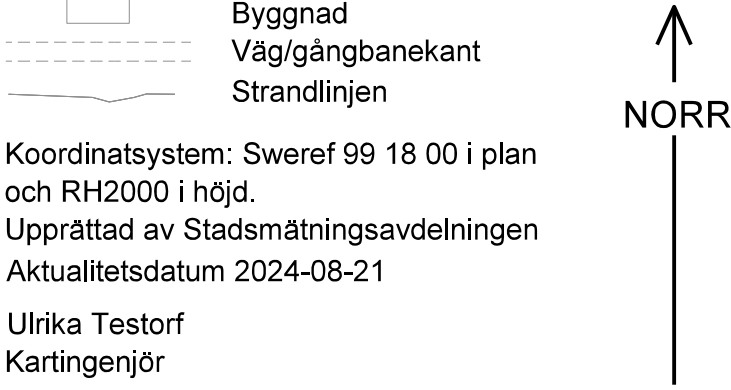 Byggnad
Väg/gångbanekant
Strandlinjen
NORR
Koordinatsystem: Sweref 99 18 00 i plan
och RH2000 i höjd.
Upprättad av Stadsmätningsavdelningen
Aktualitetsdatum 2024-08-21
Ulrika Testorf
Kartingenjör